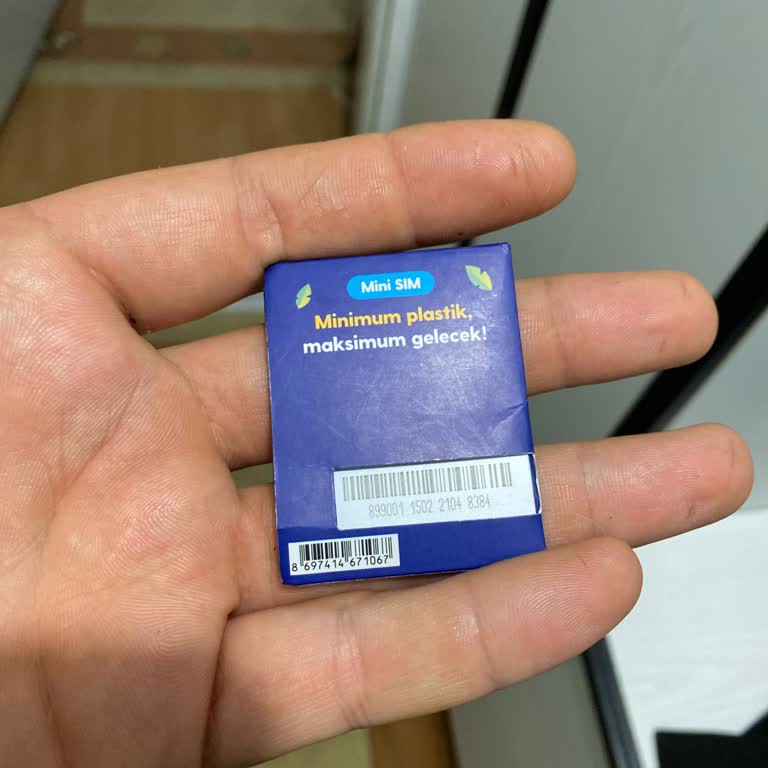 Mini SIM
Minimum plastik,
maksimum gelecek!
899001 1502 2104 8384
8 697414 671067